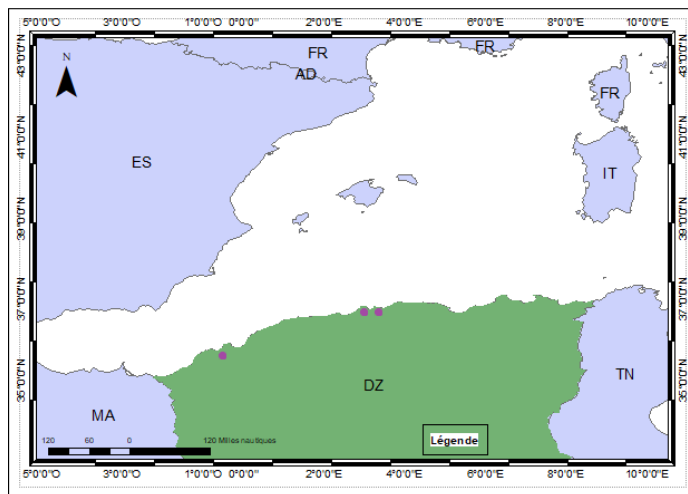 5°0'0"O 3°0'0"O 1°0'0"O 0°0'0" 2°0'0"E 4°0'0"E 6°0'0"E 8°0'0"E 10°0'0"E
43°0'0"N 43°0'0"N
N
FR
FR
AD
FR
41°0'0"N 41°0'0"N
ES
IT
39°0'0"N 39°0'0"N
37°0'0"N 37°0'0"N
35°0'0"N 35°0'0"N
DZ
TN
MA
Légende
120 60 0 120 Milles nautiques
5°0'0"O 3°0'0"O 1°0'0"O 0°0'0" 2°0'0"E 4°0'0"E 6°0'0"E 8°0'0"E 10°0'0"E